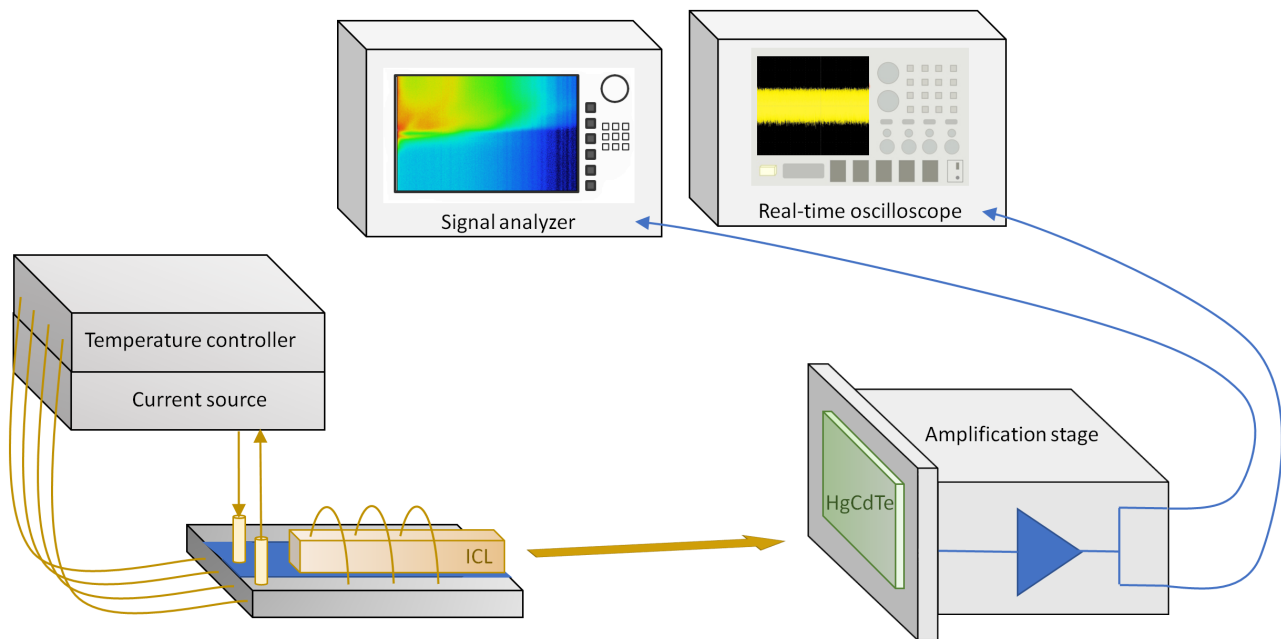 Signal analyzer
Real-time oscilloscope
Temperature controller
Current source
Amplification stage
HgCdTe
ICL